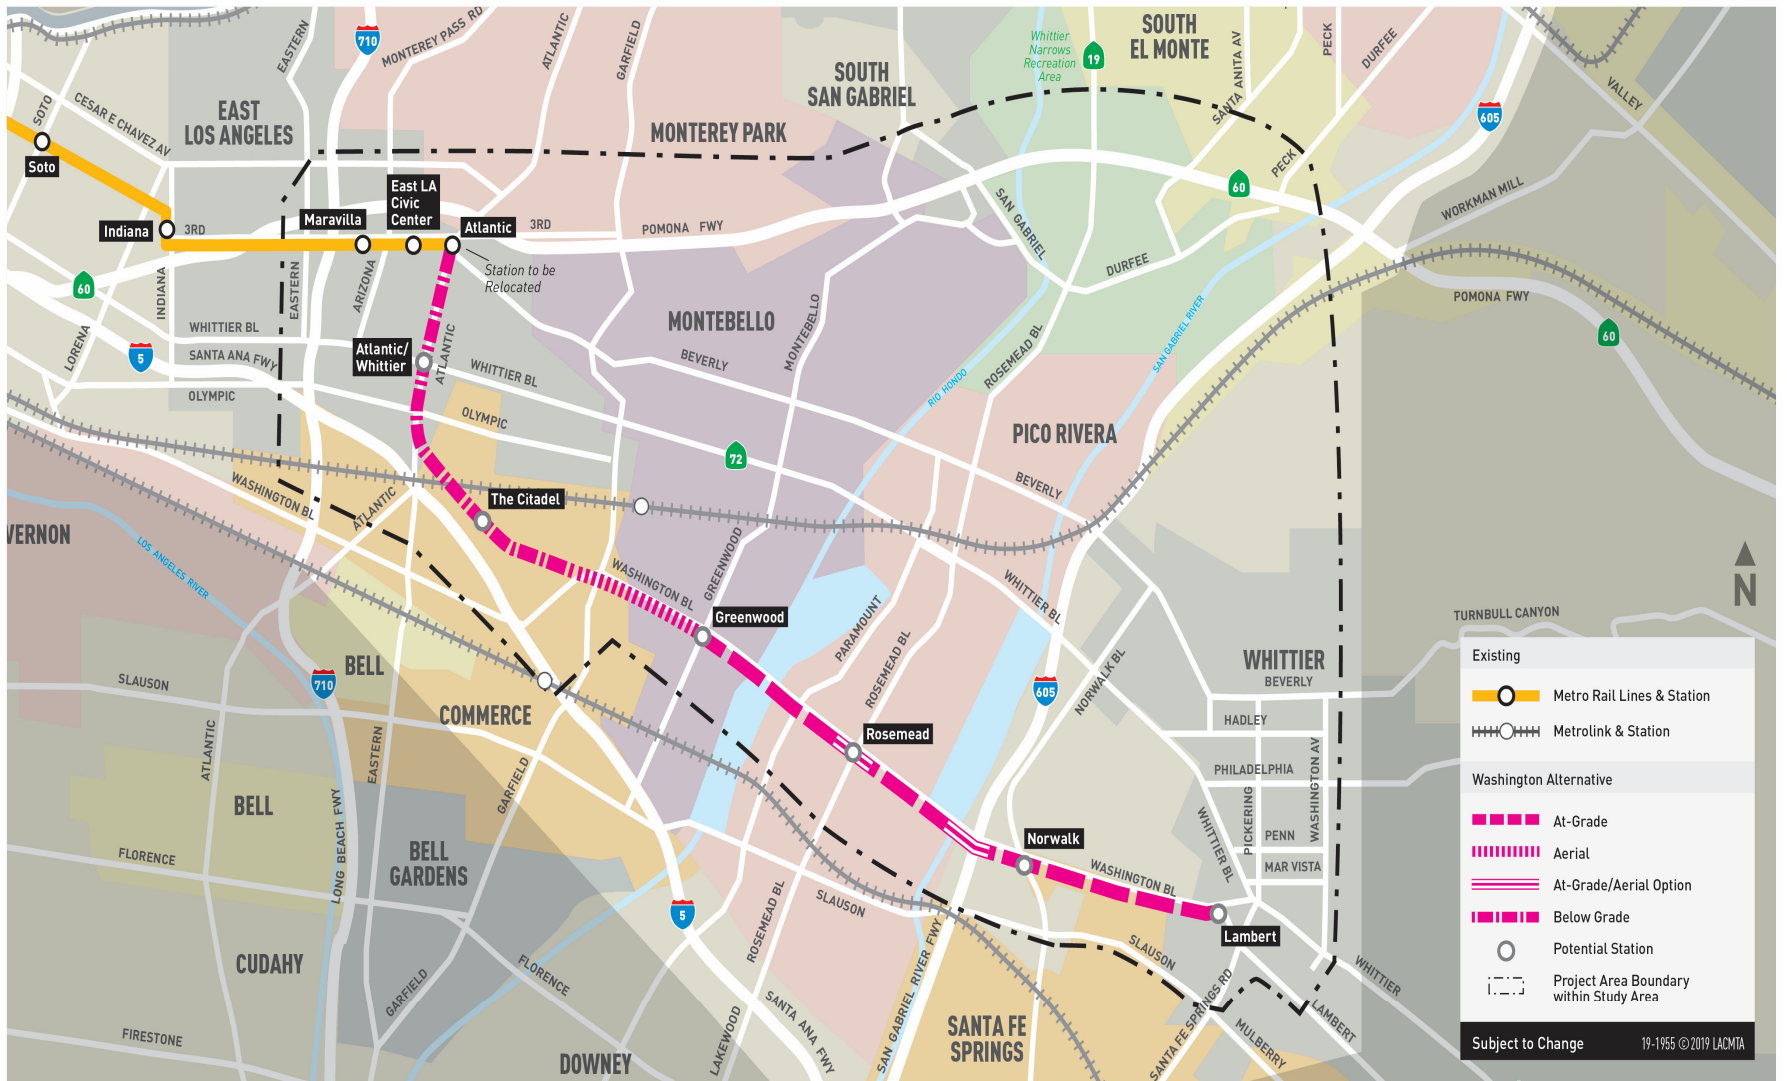 EASTERN
710
MONTEREY PASS RD
ATLANTIC
GARFIELD
Whittier
Narrows
Recreation
Area
19
SOUTH
EL MONTE
SANTA ANITA AV
PECK
DURFEE
SOUTH
SAN GABRIEL
SOTO
CESAR E CHAVEZ AV
EAST
LOS ANGELES
MONTEREY PARK
605
VALLEY
Soto
East LA
Civic
Center
Maravilla
Indiana
3RD
Atlantic
3RD
POMONA FWY
SAN GABRIEL
60
PECK
WORKMAN MILL
Station to be
Relocated
60
INDIANA
EASTERN
ARIZONA
DURFEE
POMONA FWY
60
LORENA
5
WHITTIER BL
SANTA ANA FWY
OLYMPIC
Atlantic/
Whittier
ATLANTIC
WHITTIER BL
OLYMPIC
MONTEBELLO
MONTEBELLO
BEVERLY
RIO HONDO
ROSEMEAD BL
SAN GABRIEL RIVER
PICO RIVERA
72
BEVERLY
WASHINGTON BL
ATLANTIC
The Citadel
VERNON
LOS ANGELES RIVER
WASHINGTON BL
GREENWOOD
Greenwood
WHITTIER BL
PARAMOUNT
ROSEMEAD BL
NORWALK BL
WHITTIER
BEVERLY
TURNBULL CANYON
N
BELL
710
SLAUSON
COMMERCE
605
HADLEY
Rosemead
PHILADELPHIA
ATLANTIC
EASTERN
GARFIELD
BELL
LONG BEACH FWY
BELL
GARDENS
FLORENCE
Norwalk
WASHINGTON BL
WHITTIER BL
PICKERING
WASHINGTON AV
PENN
MAR VISTA
5
ROSEMEAD BL
SLAUSON
Lambert
CUDAHY
GARFIELD
FLORENCE
SAN GABRIEL RIVER FWY
SLAUSON
WHITTIER
LAMBERT
SANTA FE SPRINGS RD
MULBERRY
FIRESTONE
DOWNEY
LAKEWOOD
SANTA ANA FWY
SANTA FE
SPRINGS
Existing
Metro Rail Lines & Station
Metrolink & Station
Washington Alternative
At-Grade
Aerial
At-Grade/Aerial Option
Below Grade
Potential Station
Project Area Boundary
within Study Area
Subject to Change
19-1955 ©2019 LACMTA